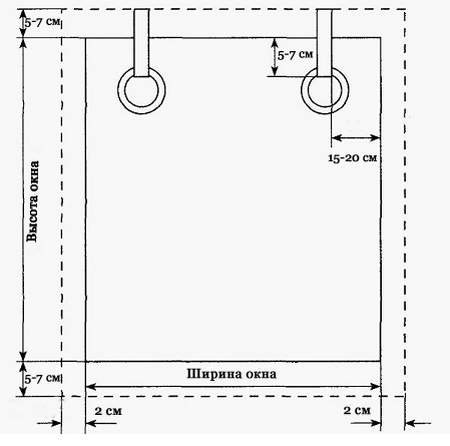 5-7 см
5-7 см
15-20 см
Высота окна
5-7 см
Ширина окна
2 см
2 см